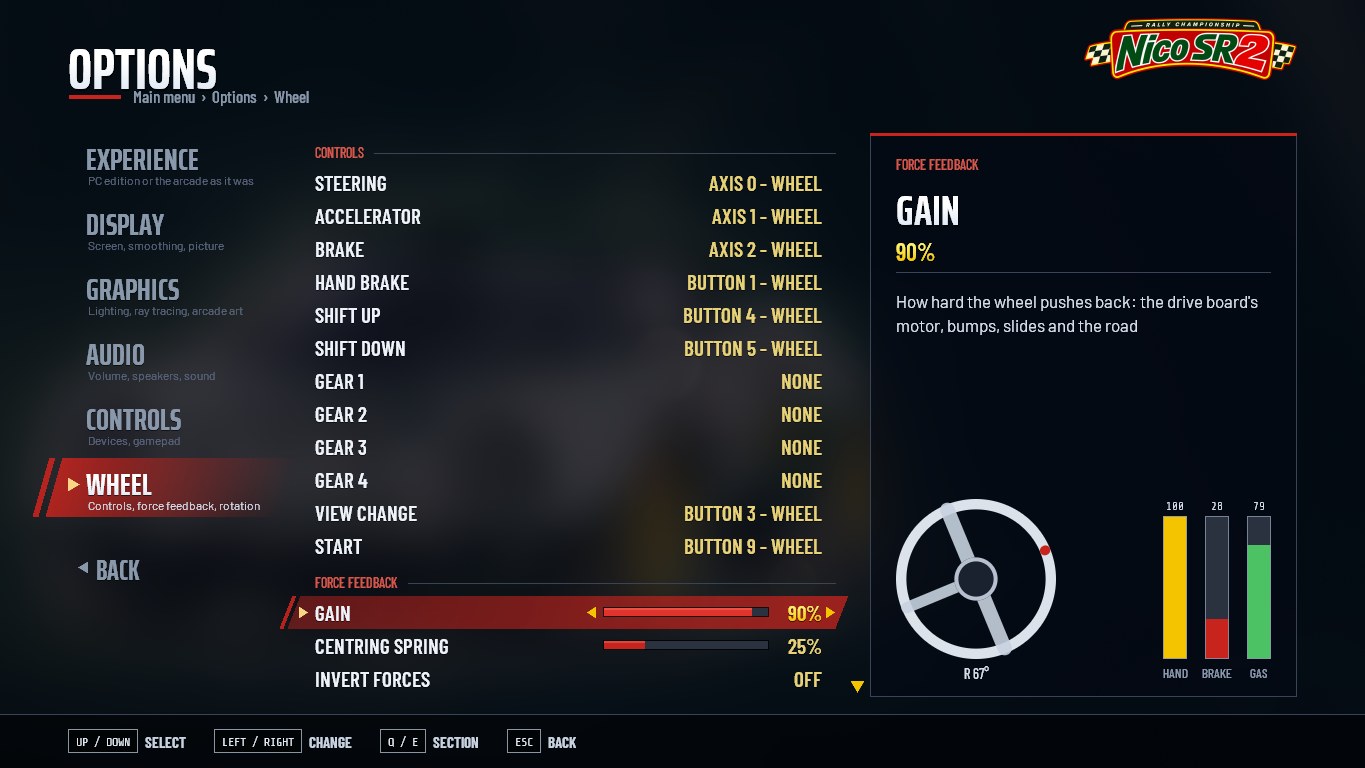 OPTIONS
Main menu › Options › Wheel
RALLY CHAMPIONSHIP
Nico SR2
EXPERIENCE
PC edition or the arcade as it was
DISPLAY
Screen, smoothing, picture
GRAPHICS
Lighting, ray tracing, arcade art
AUDIO
Volume, speakers, sound
CONTROLS
Devices, gamepad
WHEEL
Controls, force feedback, rotation
BACK
CONTROLS
STEERING AXIS 0 - WHEEL
ACCELERATOR AXIS 1 - WHEEL
BRAKE AXIS 2 - WHEEL
HAND BRAKE BUTTON 1 - WHEEL
SHIFT UP BUTTON 4 - WHEEL
SHIFT DOWN BUTTON 5 - WHEEL
GEAR 1 NONE
GEAR 2 NONE
GEAR 3 NONE
GEAR 4 NONE
VIEW CHANGE BUTTON 3 - WHEEL
START BUTTON 9 - WHEEL
FORCE FEEDBACK
GAIN 90%
CENTRING SPRING 25%
INVERT FORCES OFF
FORCE FEEDBACK
GAIN
90%
How hard the wheel pushes back: the drive board's
motor, bumps, slides and the road
100 28 79
R 67°
HAND BRAKE GAS
UP / DOWN SELECT LEFT / RIGHT CHANGE Q / E SECTION ESC BACK